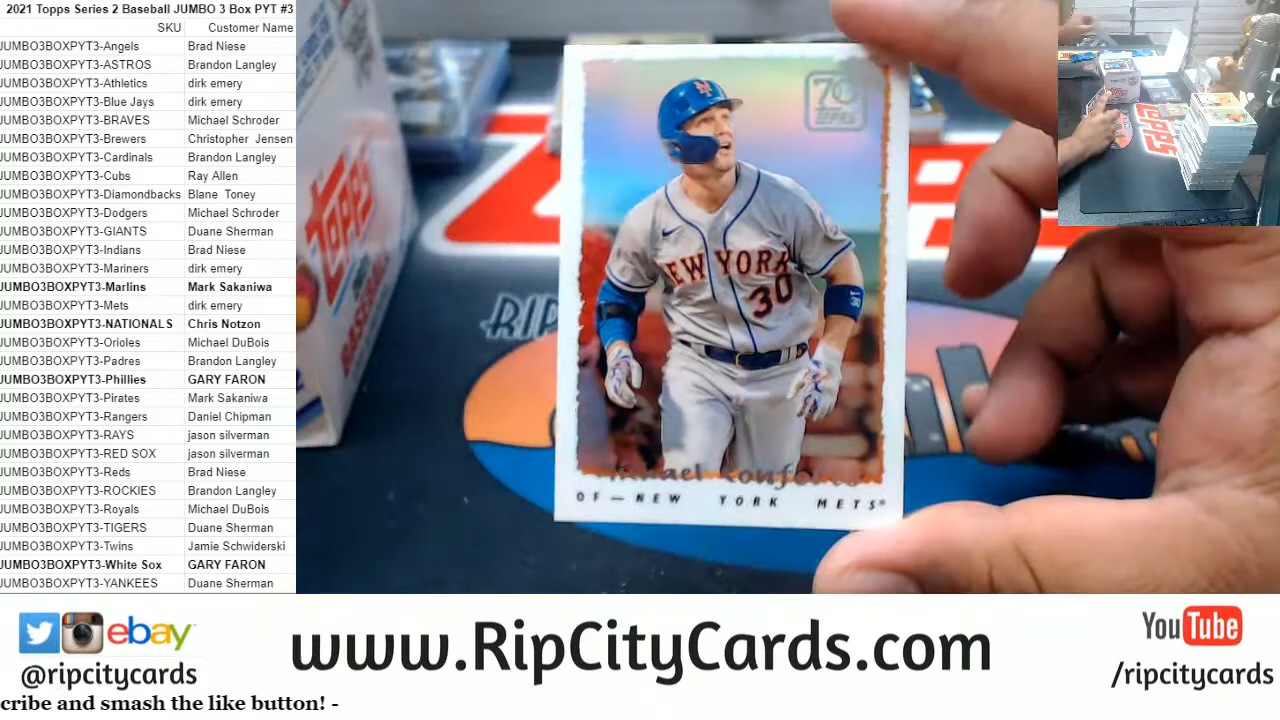 2021 Topps Series 2 Baseball JUMBO 3 Box PYT #3
SKU Customer Name
JUMBO3BOXPYT3-Angels Brad Niese
JUMBO3BOXPYT3-ASTROS Brandon Langley
JUMBO3BOXPYT3-Athletics dirk emery
JUMBO3BOXPYT3-Blue Jays dirk emery
JUMBO3BOXPYT3-BRAVES Michael Schroder
JUMBO3BOXPYT3-Brewers Christopher Jensen
JUMBO3BOXPYT3-Cardinals Brandon Langley
JUMBO3BOXPYT3-Cubs Ray Allen
JUMBO3BOXPYT3-Diamondbacks Blane Toney
JUMBO3BOXPYT3-Dodgers Michael Schroder
JUMBO3BOXPYT3-GIANTS Duane Sherman
JUMBO3BOXPYT3-Indians Brad Niese
JUMBO3BOXPYT3-Mariners dirk emery
JUMBO3BOXPYT3-Marlins Mark Sakaniwa
JUMBO3BOXPYT3-Mets dirk emery
JUMBO3BOXPYT3-NATIONALS Chris Notzon
JUMBO3BOXPYT3-Orioles Michael DuBois
JUMBO3BOXPYT3-Padres Brandon Langley
JUMBO3BOXPYT3-Phillies GARY FARON
JUMBO3BOXPYT3-Pirates Mark Sakaniwa
JUMBO3BOXPYT3-Rangers Daniel Chipman
JUMBO3BOXPYT3-RAYS jason silverman
JUMBO3BOXPYT3-RED SOX jason silverman
JUMBO3BOXPYT3-Reds Brad Niese
JUMBO3BOXPYT3-ROCKIES Brandon Langley
JUMBO3BOXPYT3-Royals Michael DuBois
JUMBO3BOXPYT3-TIGERS Duane Sherman
JUMBO3BOXPYT3-Twins Jamie Schwiderski
JUMBO3BOXPYT3-White Sox GARY FARON
JUMBO3BOXPYT3-YANKEES Duane Sherman
TOPPS
70
TOPPS
NEW YORK
30
30
RIP
Michael Conforto
OF—NEW YORK METS®
TOPPS
ebay
@ripcitycards
www.RipCityCards.com
YouTube
/ripcitycards
cribe and smash the like button! -